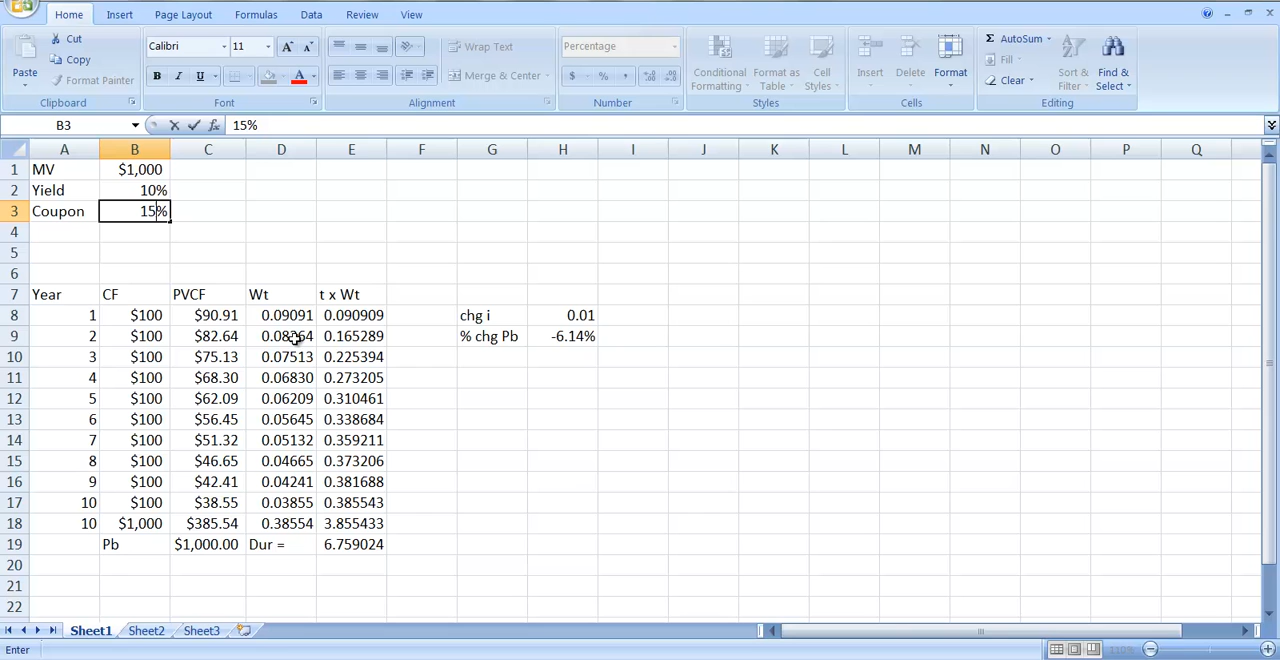 Home Insert Page Layout Formulas Data Review View
Cut
Copy
Format Painter
Paste
Clipboard
Calibri 11
B I U
Font
Wrap Text
Merge & Center
Alignment
Percentage
$ % ,
Number
Conditional Formatting
Format as Table
Cell Styles
Styles
Insert Delete Format
Cells
AutoSum
Fill
Clear
Sort & Filter
Find & Select
Editing
B3 fx 15%
A B C D E F G H I J K L M N O P Q
1 MV $1,000
2 Yield 10%
3 Coupon 15%
4
5
6
7 Year CF PVCF Wt t x Wt
8 1 $100 $90.91 0.09091 0.090909 chg i 0.01
9 2 $100 $82.64 0.08264 0.165289 % chg Pb -6.14%
10 3 $100 $75.13 0.07513 0.225394
11 4 $100 $68.30 0.06830 0.273205
12 5 $100 $62.09 0.06209 0.310461
13 6 $100 $56.45 0.05645 0.338684
14 7 $100 $51.32 0.05132 0.359211
15 8 $100 $46.65 0.04665 0.373206
16 9 $100 $42.41 0.04241 0.381688
17 10 $100 $38.55 0.03855 0.385543
18 10 $1,000 $385.54 0.38554 3.855433
19 Pb $1,000.00 Dur = 6.759024
20
21
22
Sheet1 Sheet2 Sheet3
Enter 110%